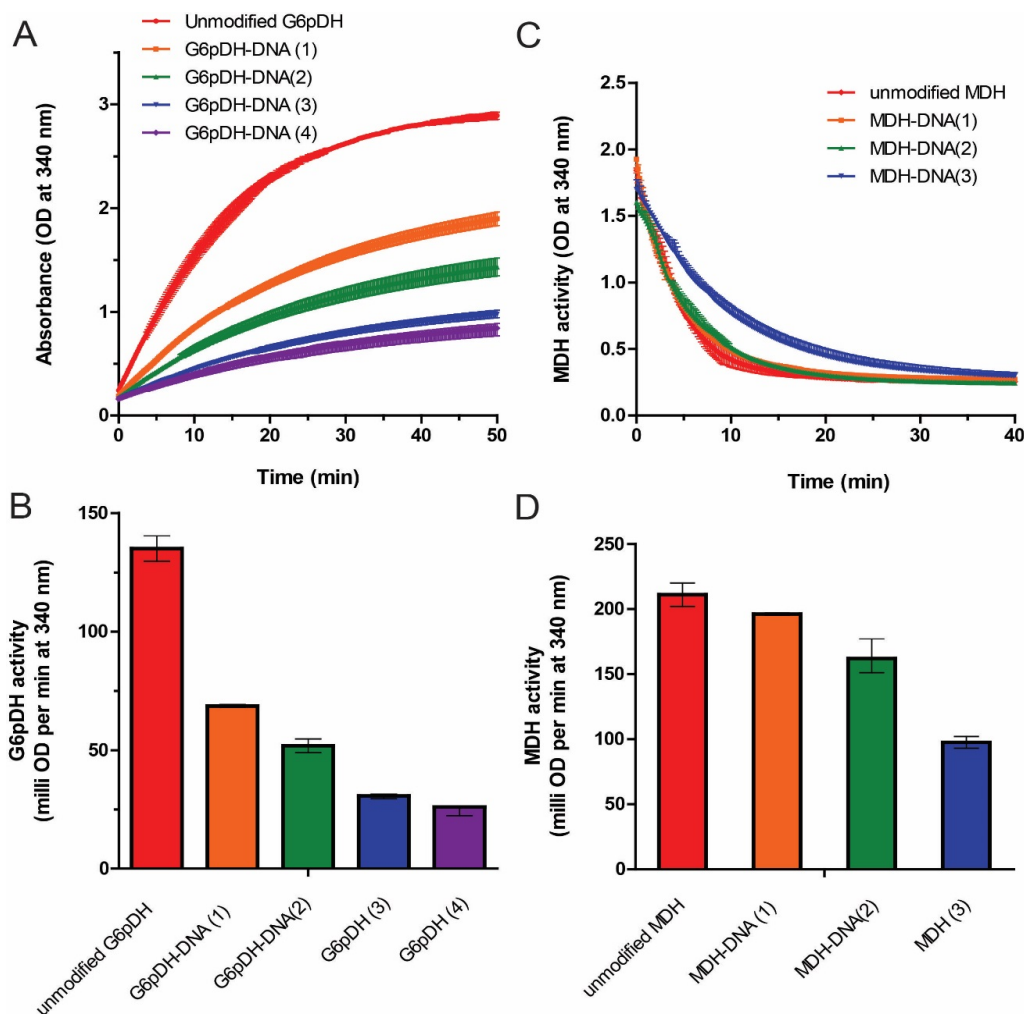 A
Unmodified G6pDH
G6pDH-DNA (1)
G6pDH-DNA(2)
G6pDH-DNA (3)
G6pDH-DNA (4)
Absorbance (OD at 340 nm)
3
2
1
0
0 10 20 30 40 50
Time (min)
C
unmodified MDH
MDH-DNA(1)
MDH-DNA(2)
MDH-DNA(3)
MDH activity (OD at 340 nm)
2.5
2.0
1.5
1.0
0.5
0.0
0 10 20 30 40
Time (min)
B
G6pDH activity
(milli OD per min at 340 nm)
150
100
50
0
unmodified G6pDH
G6pDH-DNA (1)
G6pDH-DNA(2)
G6pDH (3)
G6pDH (4)
D
MDH activity
(milli OD per min at 340 nm)
250
200
150
100
50
0
unmodified MDH
MDH-DNA (1)
MDH-DNA(2)
MDH (3)